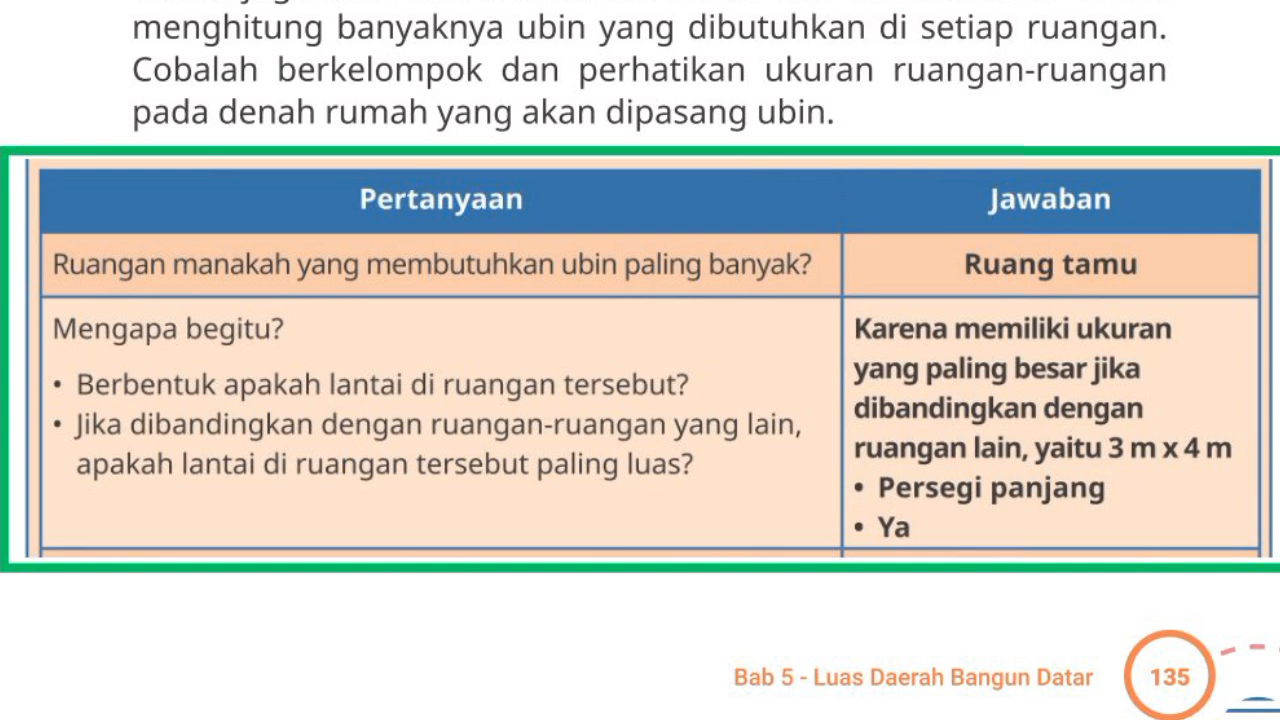 menghitung banyaknya ubin yang dibutuhkan di setiap ruangan.
Cobalah berkelompok dan perhatikan ukuran ruangan-ruangan
pada denah rumah yang akan dipasang ubin.
Pertanyaan
Jawaban
Ruangan manakah yang membutuhkan ubin paling banyak?
Ruang tamu
Mengapa begitu?
• Berbentuk apakah lantai di ruangan tersebut?
• Jika dibandingkan dengan ruangan-ruangan yang lain,
apakah lantai di ruangan tersebut paling luas?
Karena memiliki ukuran
yang paling besar jika
dibandingkan dengan
ruangan lain, yaitu 3 m x 4 m
• Persegi panjang
• Ya
Bab 5 - Luas Daerah Bangun Datar
135